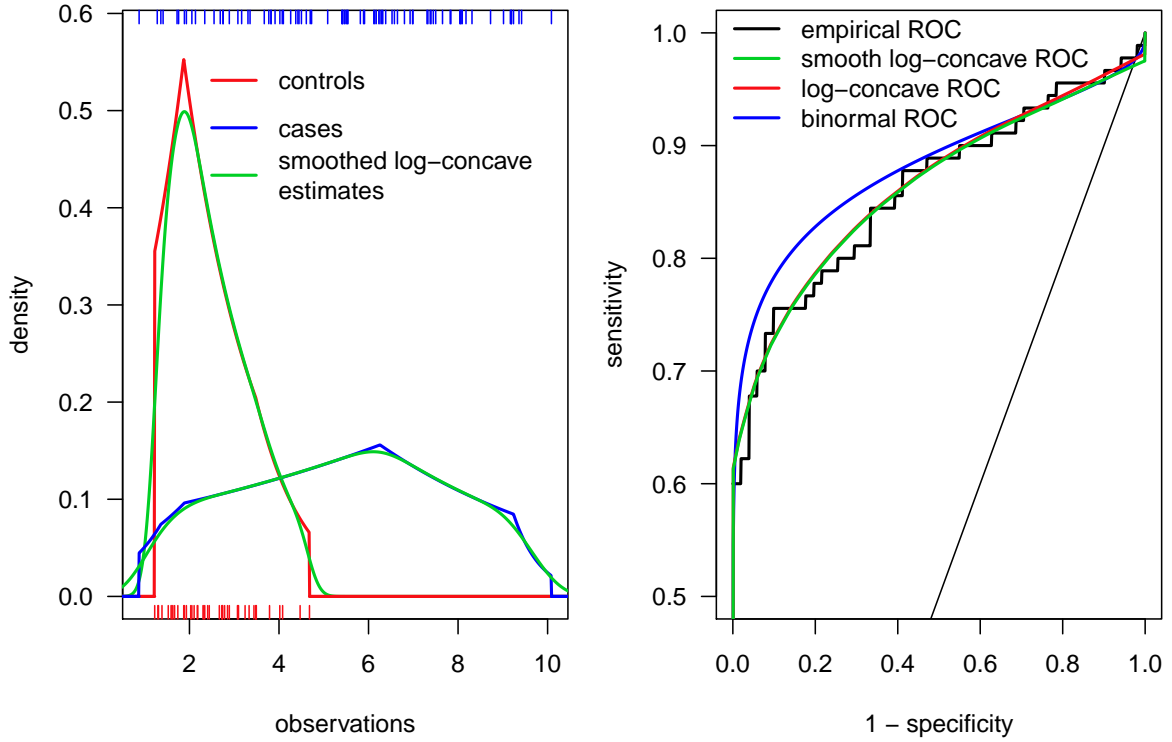 0.6
0.5
0.4
0.3
0.2
0.1
0.0
density
controls
cases
smoothed log−concave
estimates
2
4
6
8
10
observations
1.0
0.9
0.8
0.7
0.6
0.5
sensitivity
empirical ROC
smooth log−concave ROC
log−concave ROC
binormal ROC
0.0
0.2
0.4
0.6
0.8
1.0
1 − specificity